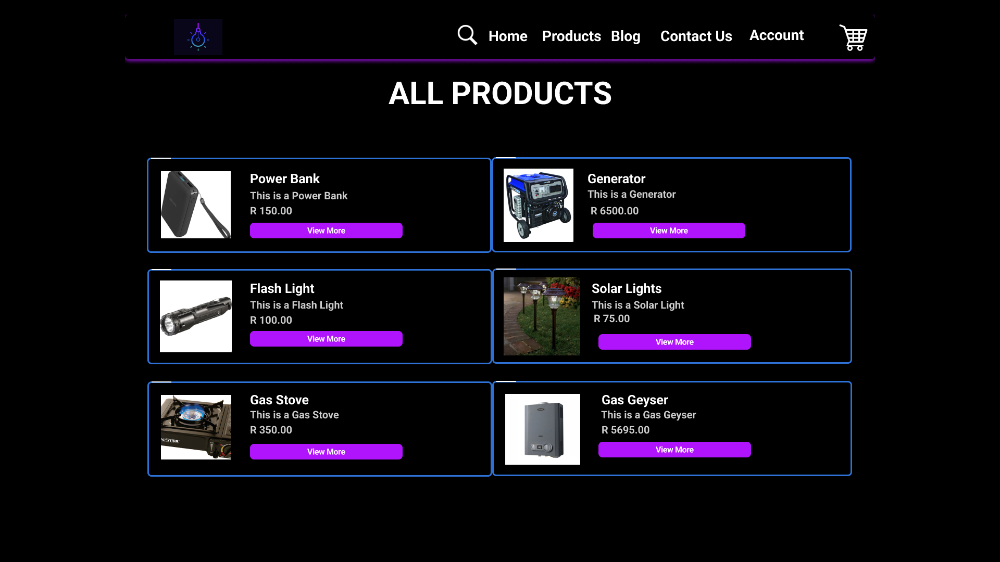 Home Products Blog Contact Us Account
ALL PRODUCTS
Power Bank
This is a Power Bank
R 150.00
View More
Generator
This is a Generator
R 6500.00
View More
Flash Light
This is a Flash Light
R 100.00
View More
Solar Lights
This is a Solar Light
R 75.00
View More
Gas Stove
This is a Gas Stove
R 350.00
View More
Gas Geyser
This is a Gas Geyser
R 5695.00
View More